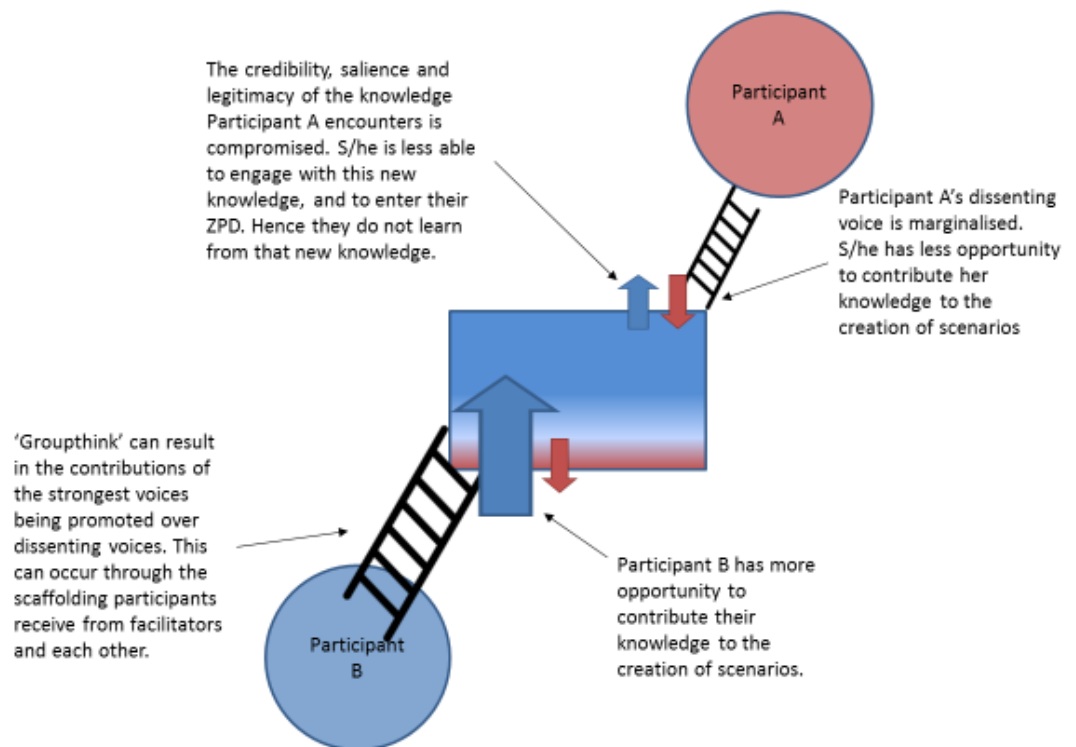 The credibility, salience and
legitimacy of the knowledge
Participant A encounters is
compromised. S/he is less able
to engage with this new
knowledge, and to enter their
ZPD. Hence they do not learn
from that new knowledge.
Participant
A
Participant A’s dissenting
voice is marginalised.
S/he has less opportunity
to contribute her
knowledge to the
creation of scenarios
‘Groupthink’ can result
in the contributions of
the strongest voices
being promoted over
dissenting voices. This
can occur through the
scaffolding participants
receive from facilitators
and each other.
Participant
B
Participant B has more
opportunity to
contribute their
knowledge to the
creation of scenarios.